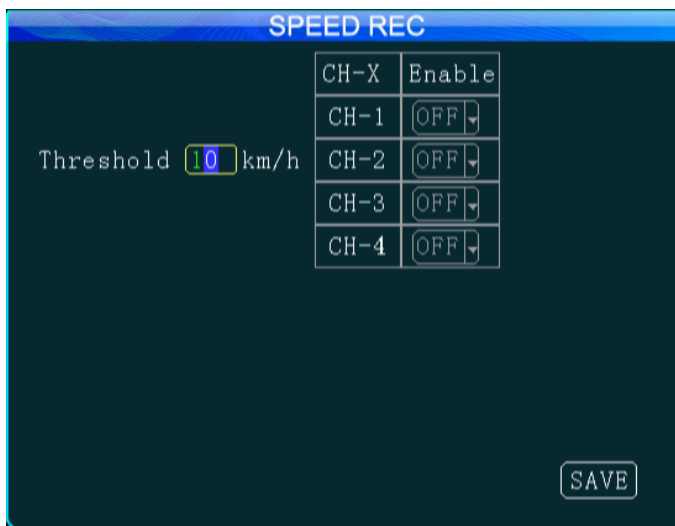 SPEED REC
CH-X Enable
CH-1 OFF
Threshold 10 km/h CH-2 OFF
CH-3 OFF
CH-4 OFF
SAVE